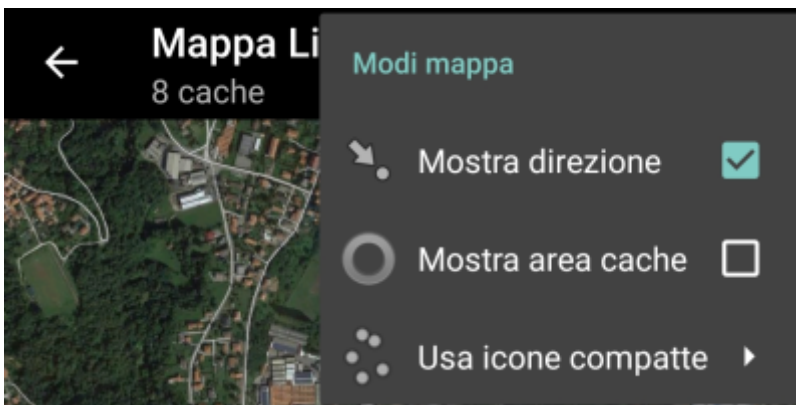 Mappa Li
8 cache
Modi mappa
Mostra direzione
Mostra area cache
Usa icone compatte